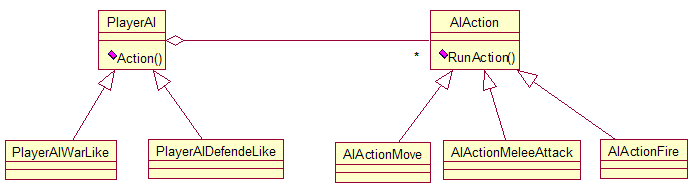 PlayerAI AIAction
Action() * RunAction()
PlayerAIWarLike PlayerAIDefendeLike AIActionMove AIActionMeleeAttack AIActionFire